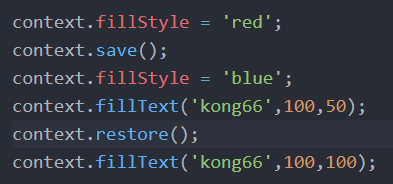 context.fillStyle = 'red';
context.save();
context.fillStyle = 'blue';
context.fillText('kong66',100,50);
context.restore();
context.fillText('kong66',100,100);